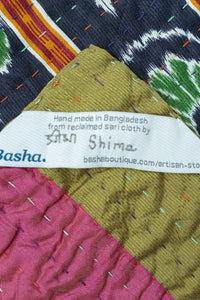 Hand made in Bangladesh
from reclaimed sari cloth by
Shima
Basha.
bashaboutique.com/artisan-sto